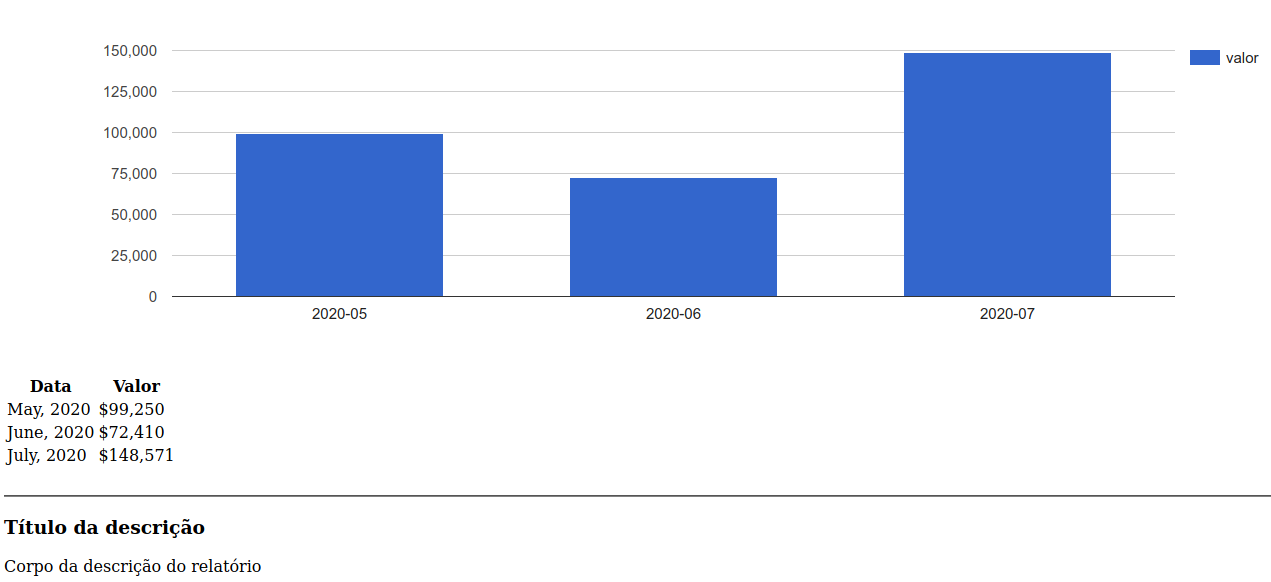 150,000
valor
125,000
100,000
75,000
50,000
25,000
0
2020-05 2020-06 2020-07
Data Valor
May, 2020 $99,250
June, 2020 $72,410
July, 2020 $148,571
Título da descrição
Corpo da descrição do relatório